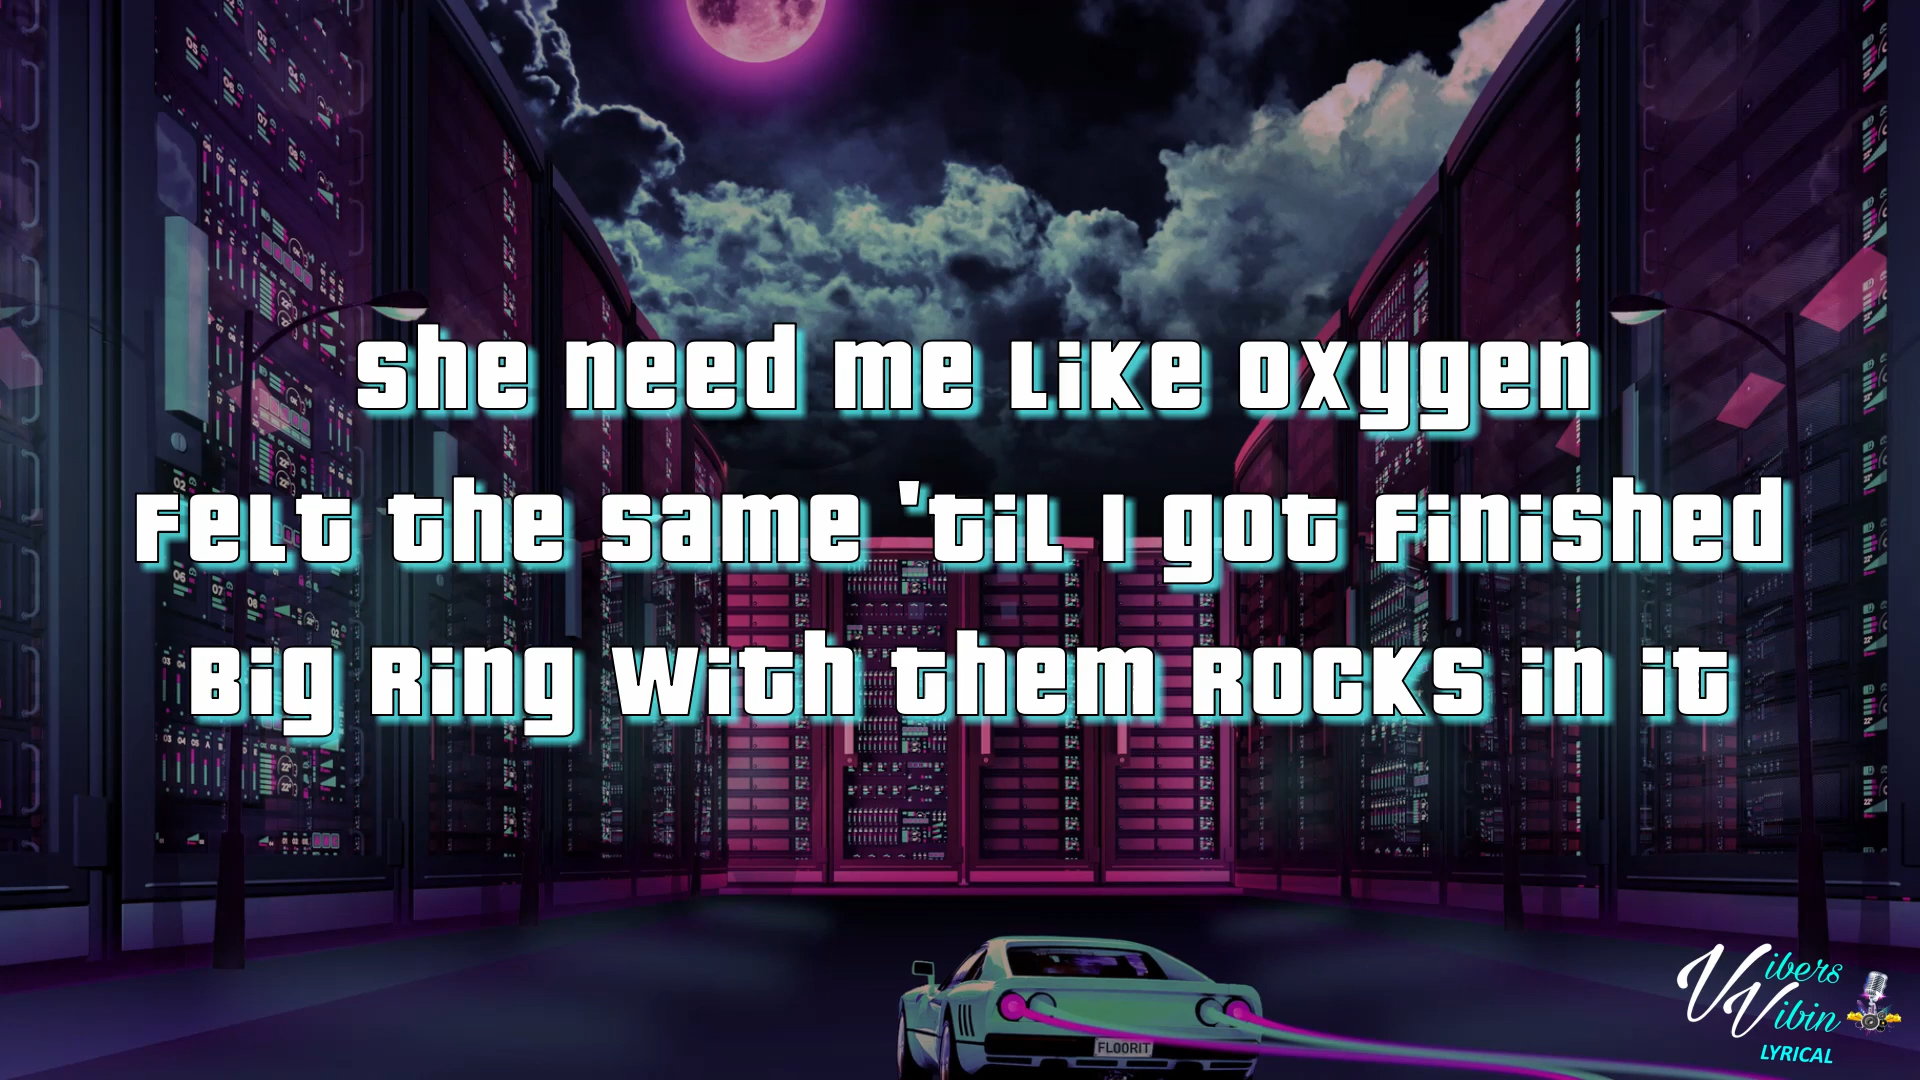 She need me like oxygen
Felt the same 'til I got finished
Big ring with them rocks in it
FLOORIT
Vibers
Vibin
LYRICAL